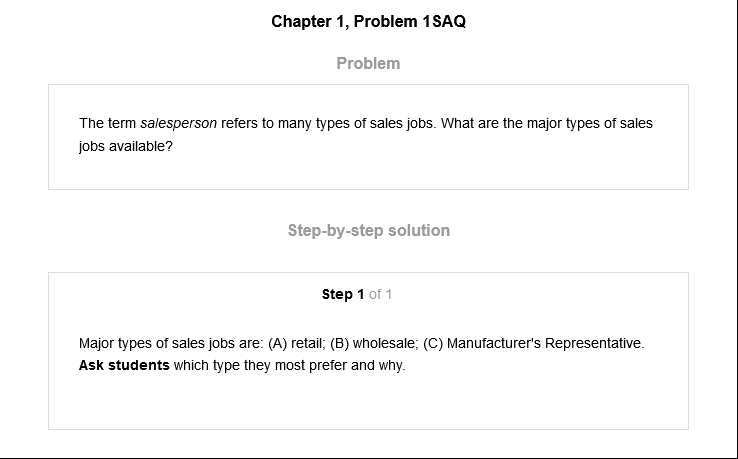 Chapter 1, Problem 1SAQ
Problem
The term salesperson refers to many types of sales jobs. What are the major types of sales
jobs available?
Step-by-step solution
Step 1 of 1
Major types of sales jobs are: (A) retail; (B) wholesale; (C) Manufacturer's Representative.
Ask students which type they most prefer and why.